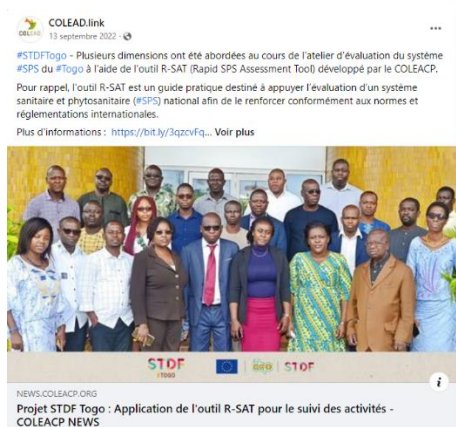 COLEAD.link
COLEAD
13 septembre 2022 ·
#STDFTogo - Plusieurs dimensions ont été abordées au cours de l'atelier d'évaluation du système
#SPS du #Togo à l'aide de l'outil R-SAT (Rapid SPS Assessment Tool) développé par le COLEACP.
Pour rappel, l'outil R-SAT est un guide pratique destiné à appuyer l'évaluation d'un système
sanitaire et phytosanitaire (#SPS) national afin de le renforcer conformément aux normes et
réglementations internationales.
Plus d'informations : https://bit.ly/3qzcvFq... Voir plus
STDF
TOGO
STDF
NEWS.COLEACP.ORG
Projet STDF Togo : Application de l'outil R-SAT pour le suivi des activités -
COLEACP NEWS